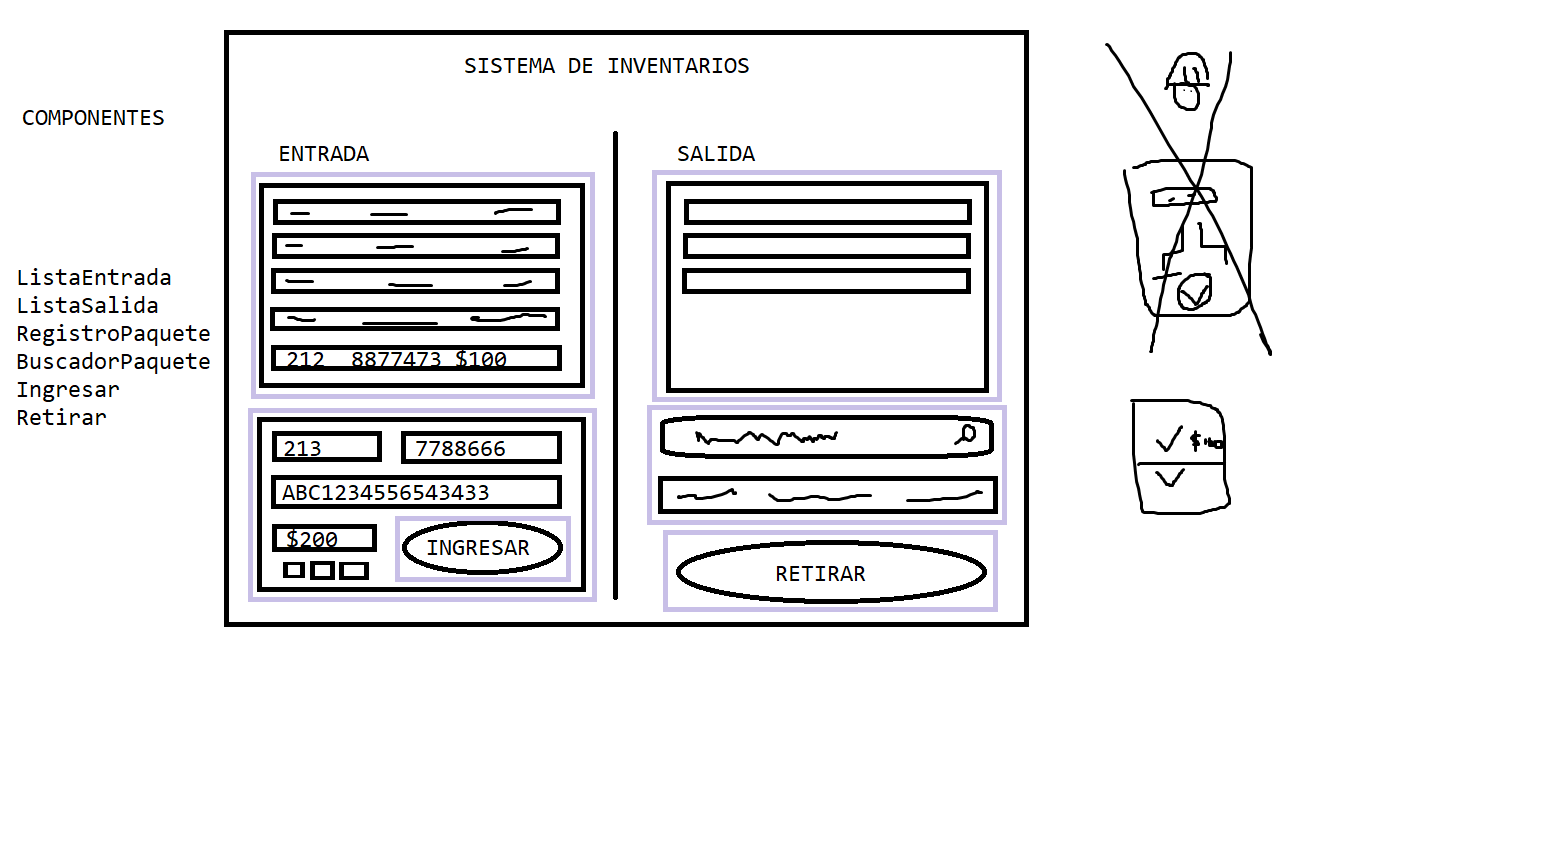 SISTEMA DE INVENTARIOS
COMPONENTES
ListaEntrada
ListaSalida
RegistroPaquete
BuscadorPaquete
Ingresar
Retirar
ENTRADA
212 8877473 $100
213 7788666
ABC1234556543433
$200
INGRESAR
SALIDA
RETIRAR